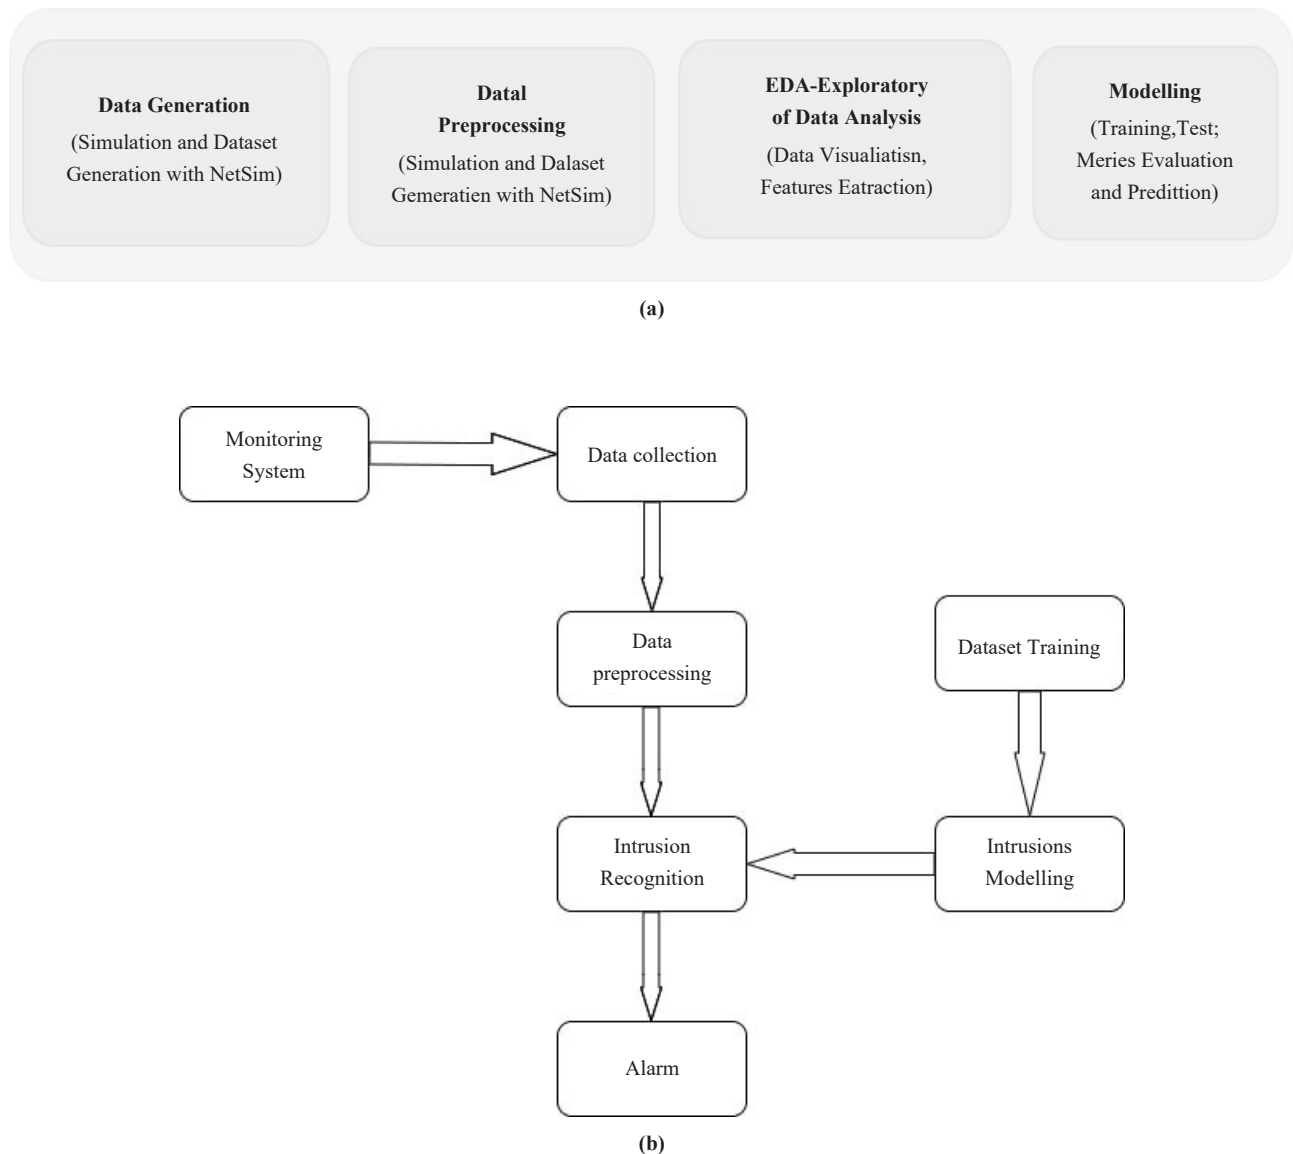 Data Generation
(Simulation and Dataset
Generation with NetSim)
Datal
Preprocessing
(Simulation and Dalaset
Gemeratien with NetSim)
EDA-Exploratory
of Data Analysis
(Data Visualiatisn,
Features Eatraction)
Modelling
(Training,Test;
Meries Evaluation
and Predittion)
(a)
Monitoring
System
Data collection
Data
preprocessing
Dataset Training
Intrusion
Recognition
Intrusions
Modelling
Alarm
(b)